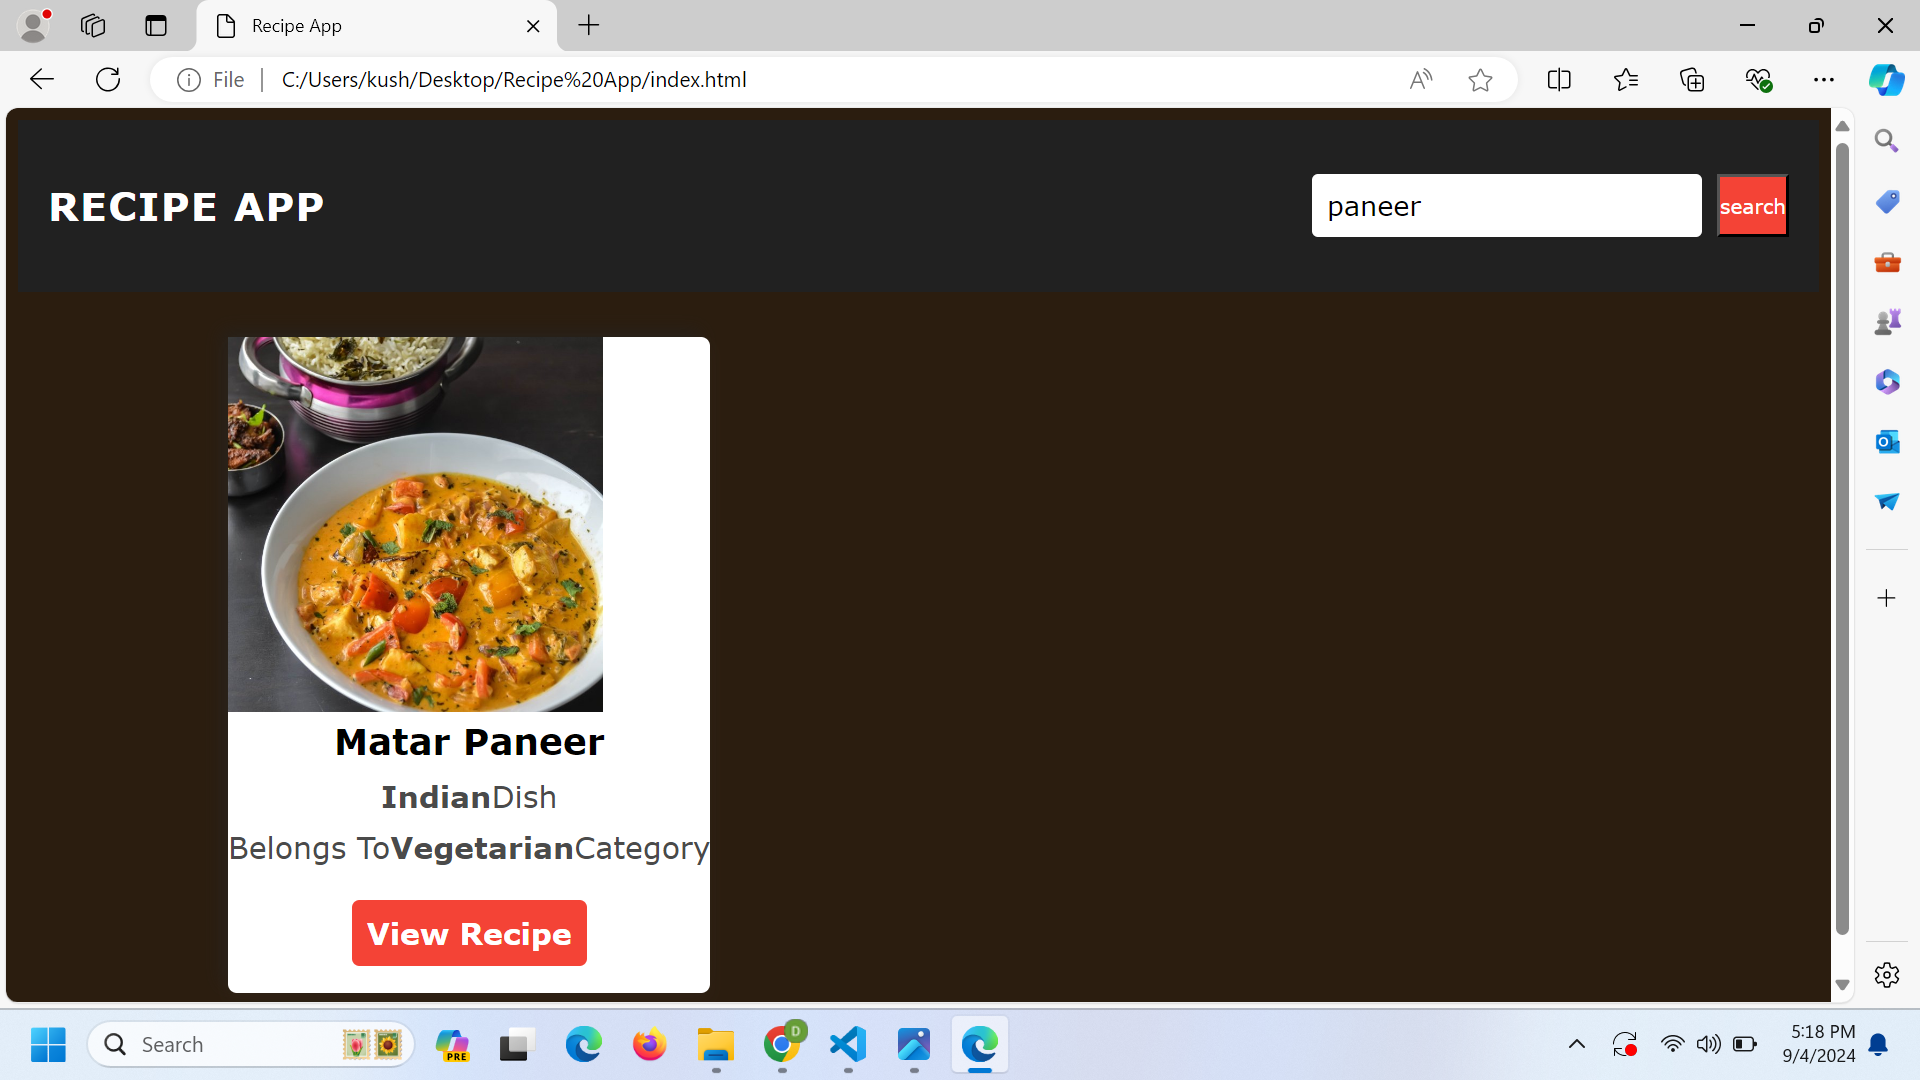 Recipe App
File
C:/Users/kush/Desktop/Recipe%20App/index.html
RECIPE APP
paneer
search
Matar Paneer
IndianDish
Belongs ToVegetarianCategory
View Recipe
Search
PRE
D
5:18 PM
9/4/2024